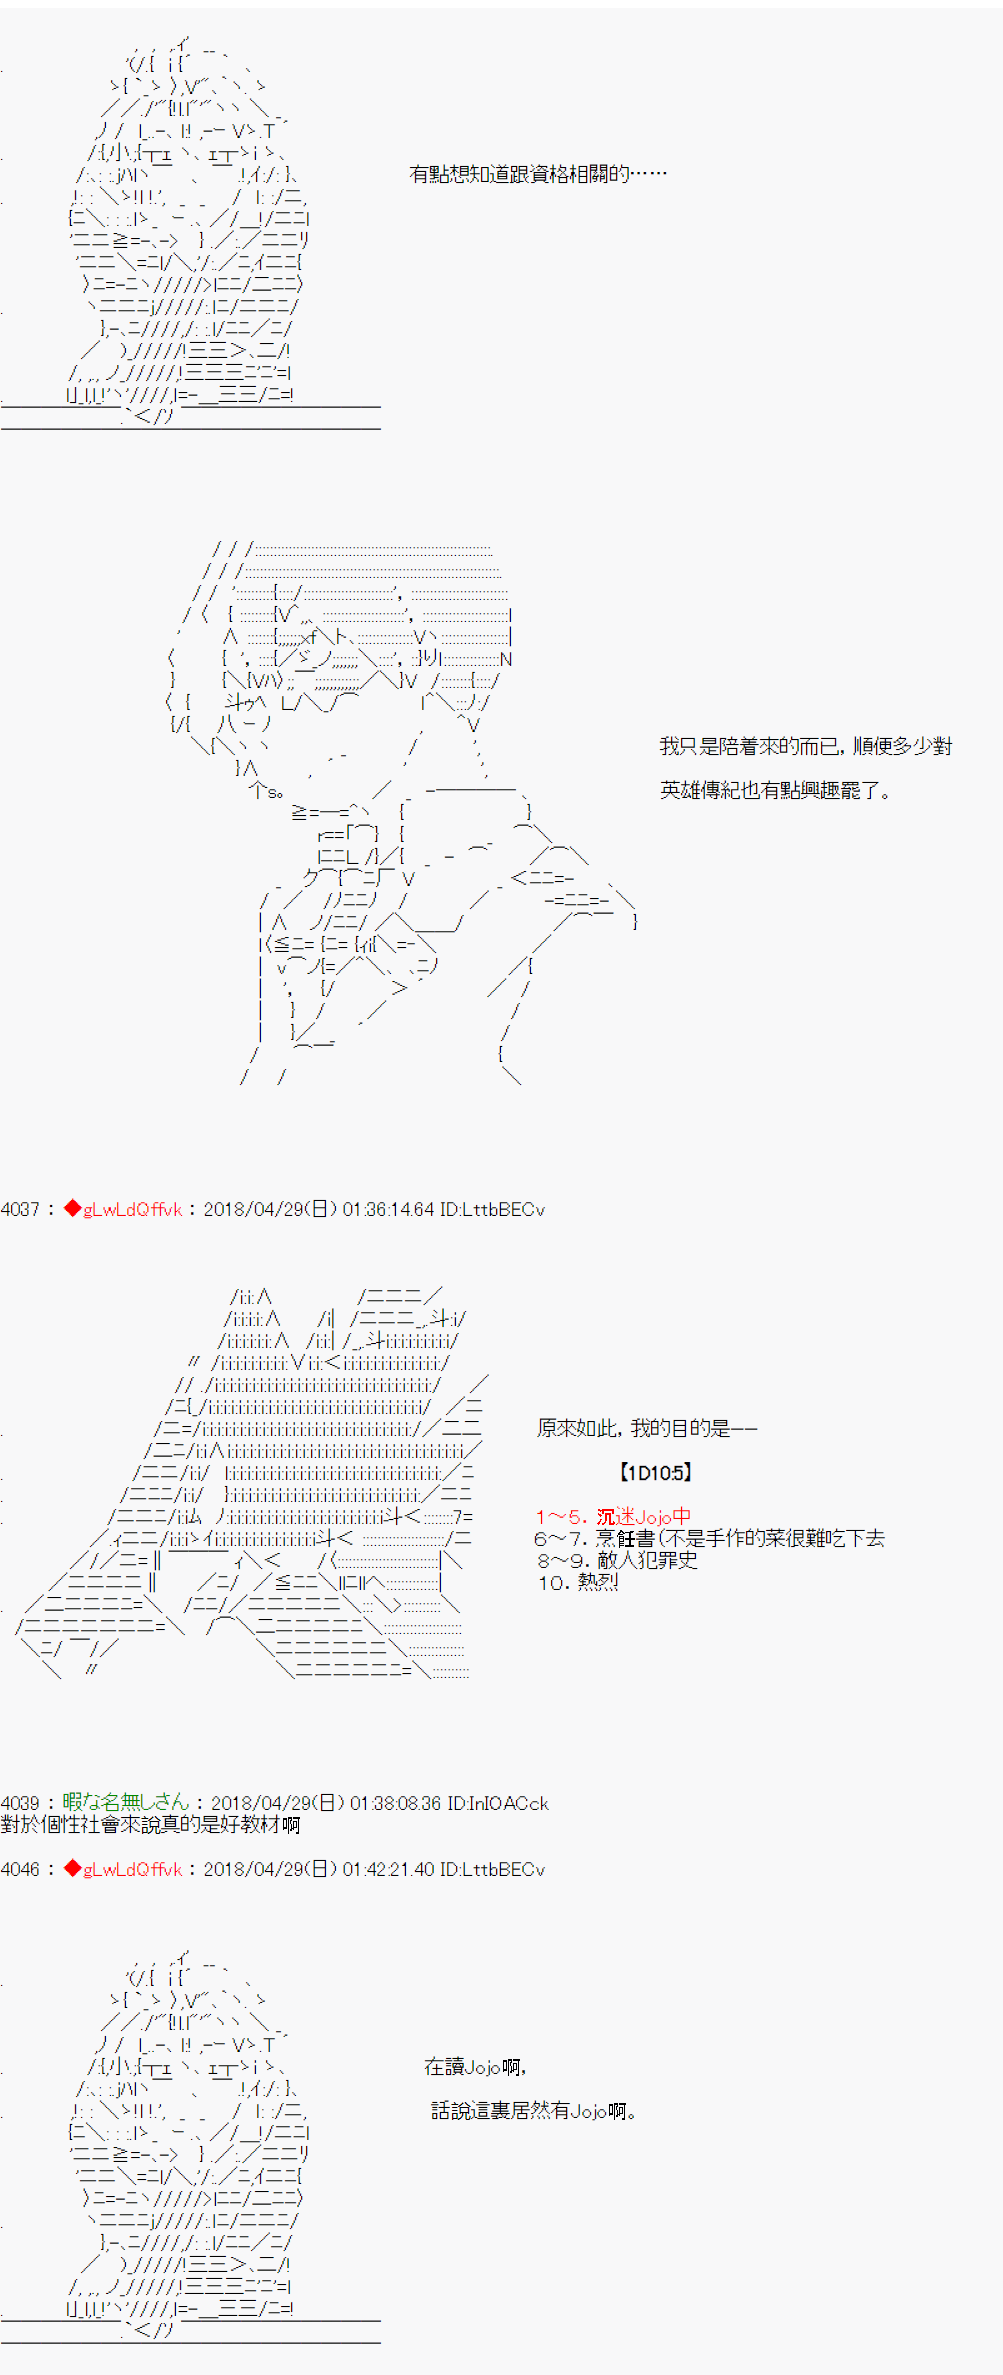 有點想知道跟資格相關的……
我只是陪着來的而已，順便多少對
英雄傳紀也有點興趣罷了。
4037 : ◆gLwLdQffvk : 2018/04/29(日) 01:36:14.64 ID:LttbBECv
原來如此，我的目的是——
【1D10:5】
1～5．沉迷Jojo中
6～7．烹飪書（不是手作的菜很難吃下去
8～9．敵人犯罪史
10．熱烈
4039 : 暇な名無しさん : 2018/04/29(日) 01:38:08.36 ID:InIOACck
對於個性社會來說真的是好教材啊
4046 : ◆gLwLdQffvk : 2018/04/29(日) 01:42:21.40 ID:LttbBECv
在讀Jojo啊，
話說這裏居然有Jojo啊。